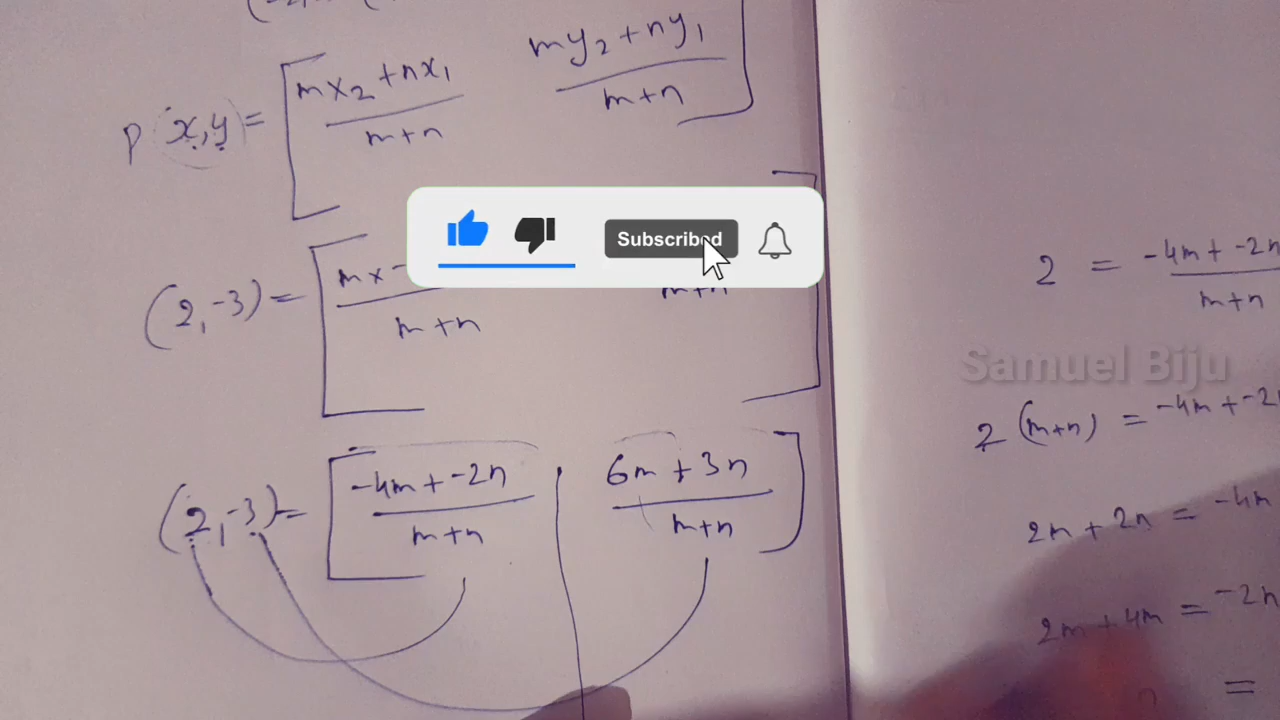 P(x,y)= [ mx₂+nx₁ / m+n   my₂+ny₁ / m+n ]
(2,-3)= [ mx- / m+n   m+n ]
Subscribed
(2,-3)= [ -4m+-2n / m+n   6m+3n / m+n ]
2 = -4m+-2n / m+n
Samuel Biju
2(m+n) = -4m+-2
2m+2n = -4m
2m+4m = -2n
=